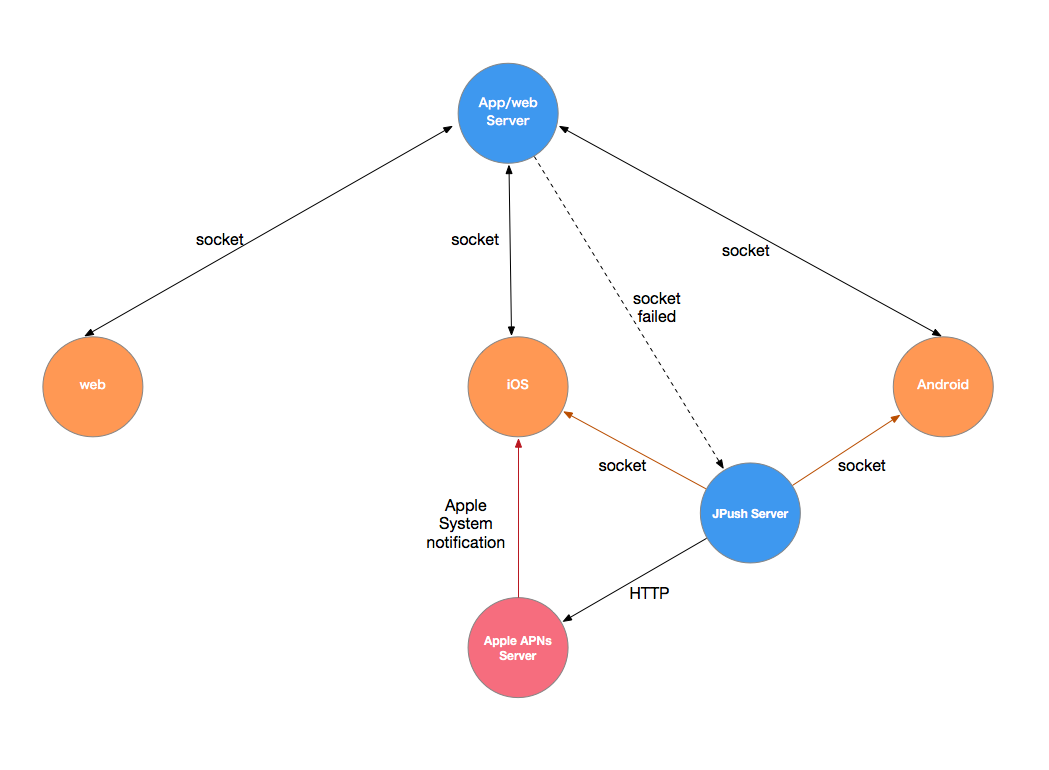 App/web
Server
socket
socket
socket
socket
failed
web
iOS
Android
socket
socket
Apple
System
notification
JPush Server
HTTP
Apple APNs
Server